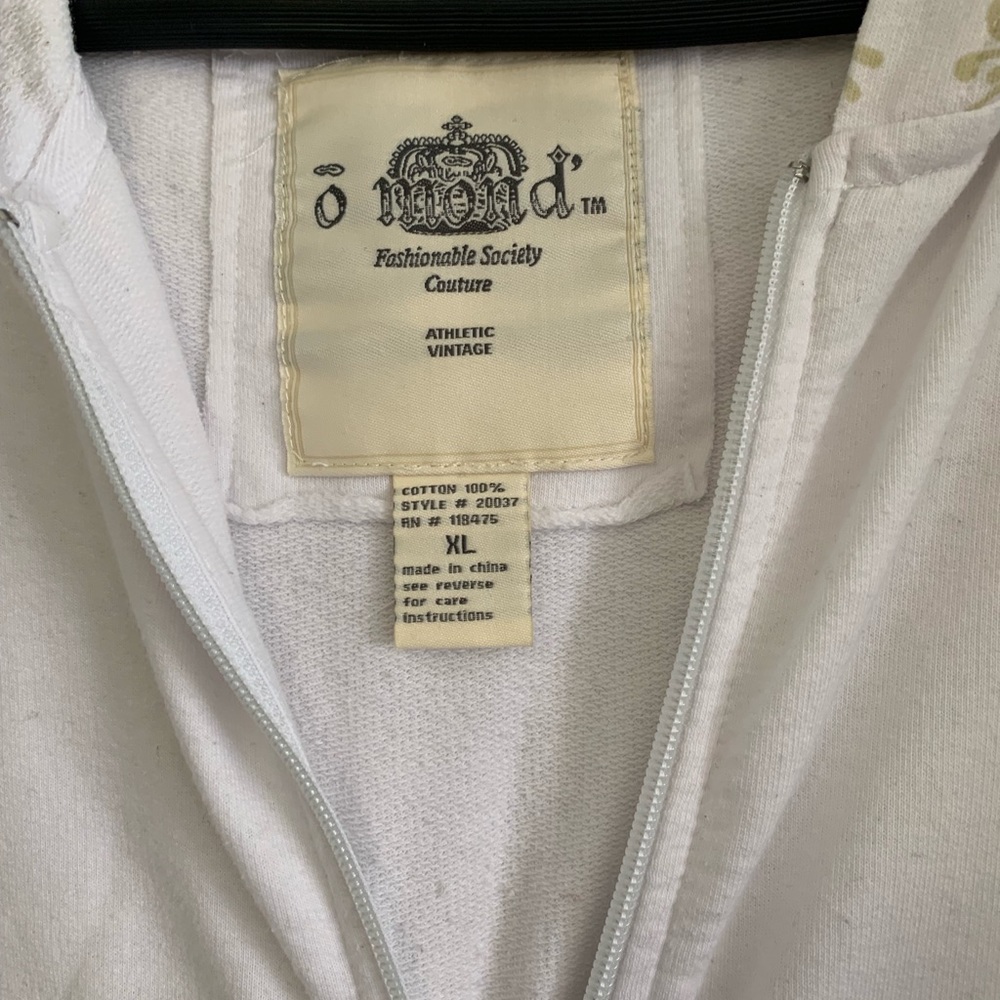 ō mond'™
Fashionable Society
Couture
ATHLETIC
VINTAGE
COTTON 100%
STYLE # 20037
RN # 118475
XL
made in china
see reverse
for care
instructions